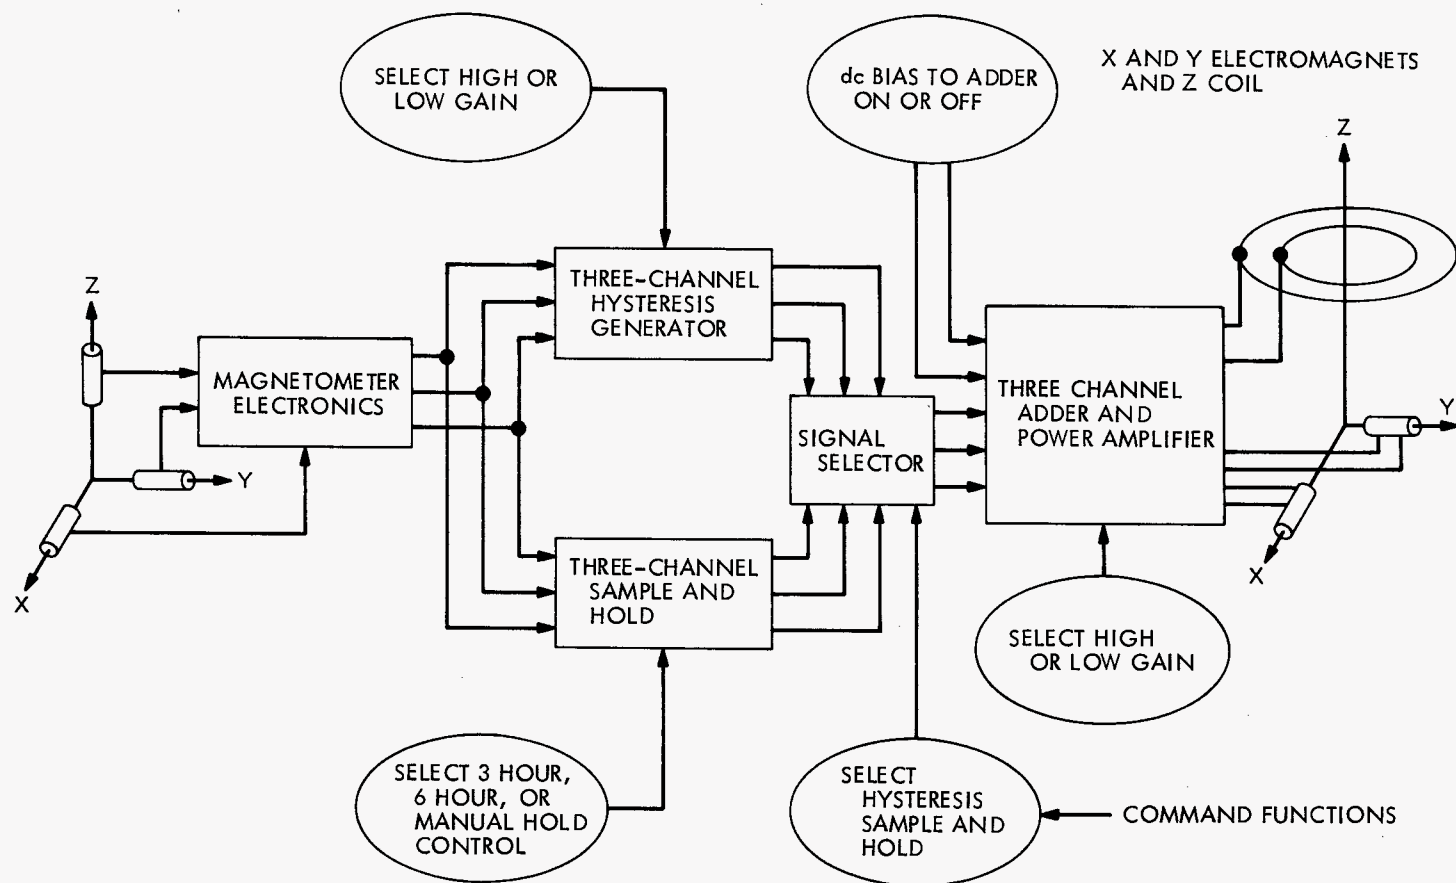 SELECT HIGH OR
LOW GAIN
dc BIAS TO ADDER
ON OR OFF
X AND Y ELECTROMAGNETS
AND Z COIL
Z
Z
THREE-CHANNEL
HYSTERESIS
GENERATOR
MAGNETOMETER
ELECTRONICS
THREE CHANNEL
ADDER AND
POWER AMPLIFIER
Y
SIGNAL
SELECTOR
Y
X
X
THREE-CHANNEL
SAMPLE AND
HOLD
SELECT HIGH
OR LOW GAIN
SELECT 3 HOUR,
6 HOUR, OR
MANUAL HOLD
CONTROL
SELECT
HYSTERESIS
SAMPLE AND
HOLD
COMMAND FUNCTIONS